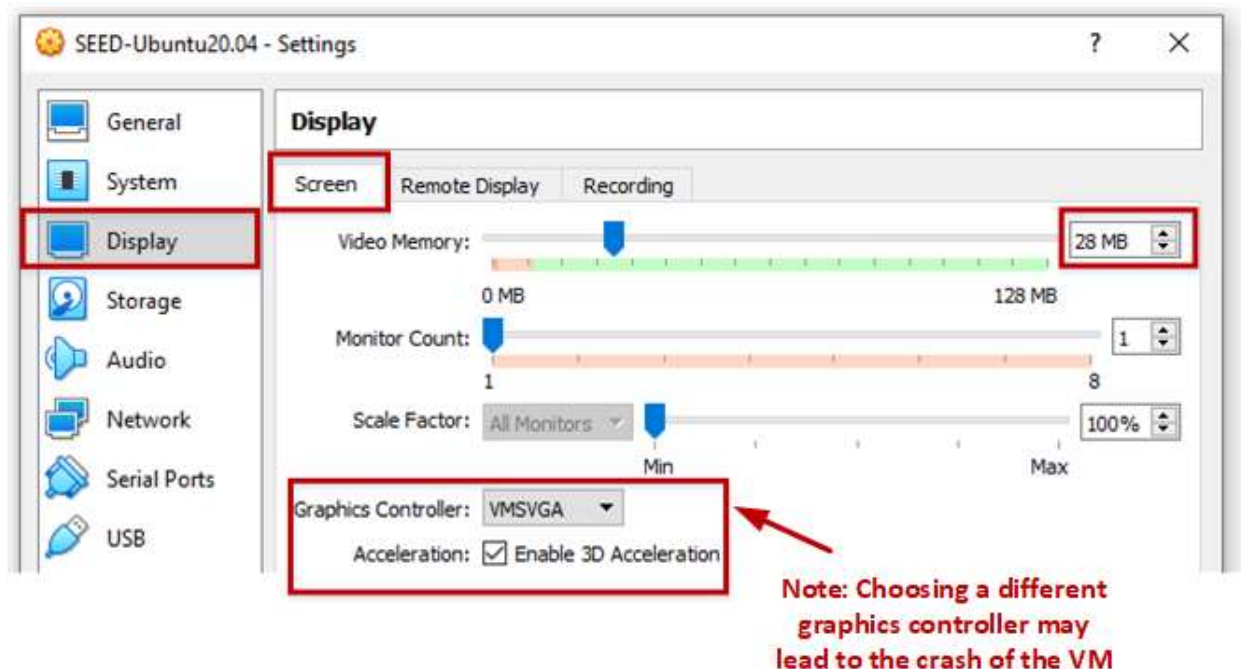 SEED-Ubuntu20.04 - Settings ? ×
General
System
Display
Storage
Audio
Network
Serial Ports
USB
Display
Screen Remote Display Recording
Video Memory: 28 MB
0 MB 128 MB
Monitor Count: 1
1 8
Scale Factor: All Monitors 100%
Min Max
Graphics Controller: VMSVGA
Acceleration: Enable 3D Acceleration
Note: Choosing a different
graphics controller may
lead to the crash of the VM